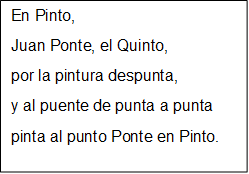 En Pinto,
Juan Ponte, el Quinto,
por la pintura despunta,
y al puente de punta a punta
pinta al punto Ponte en Pinto.